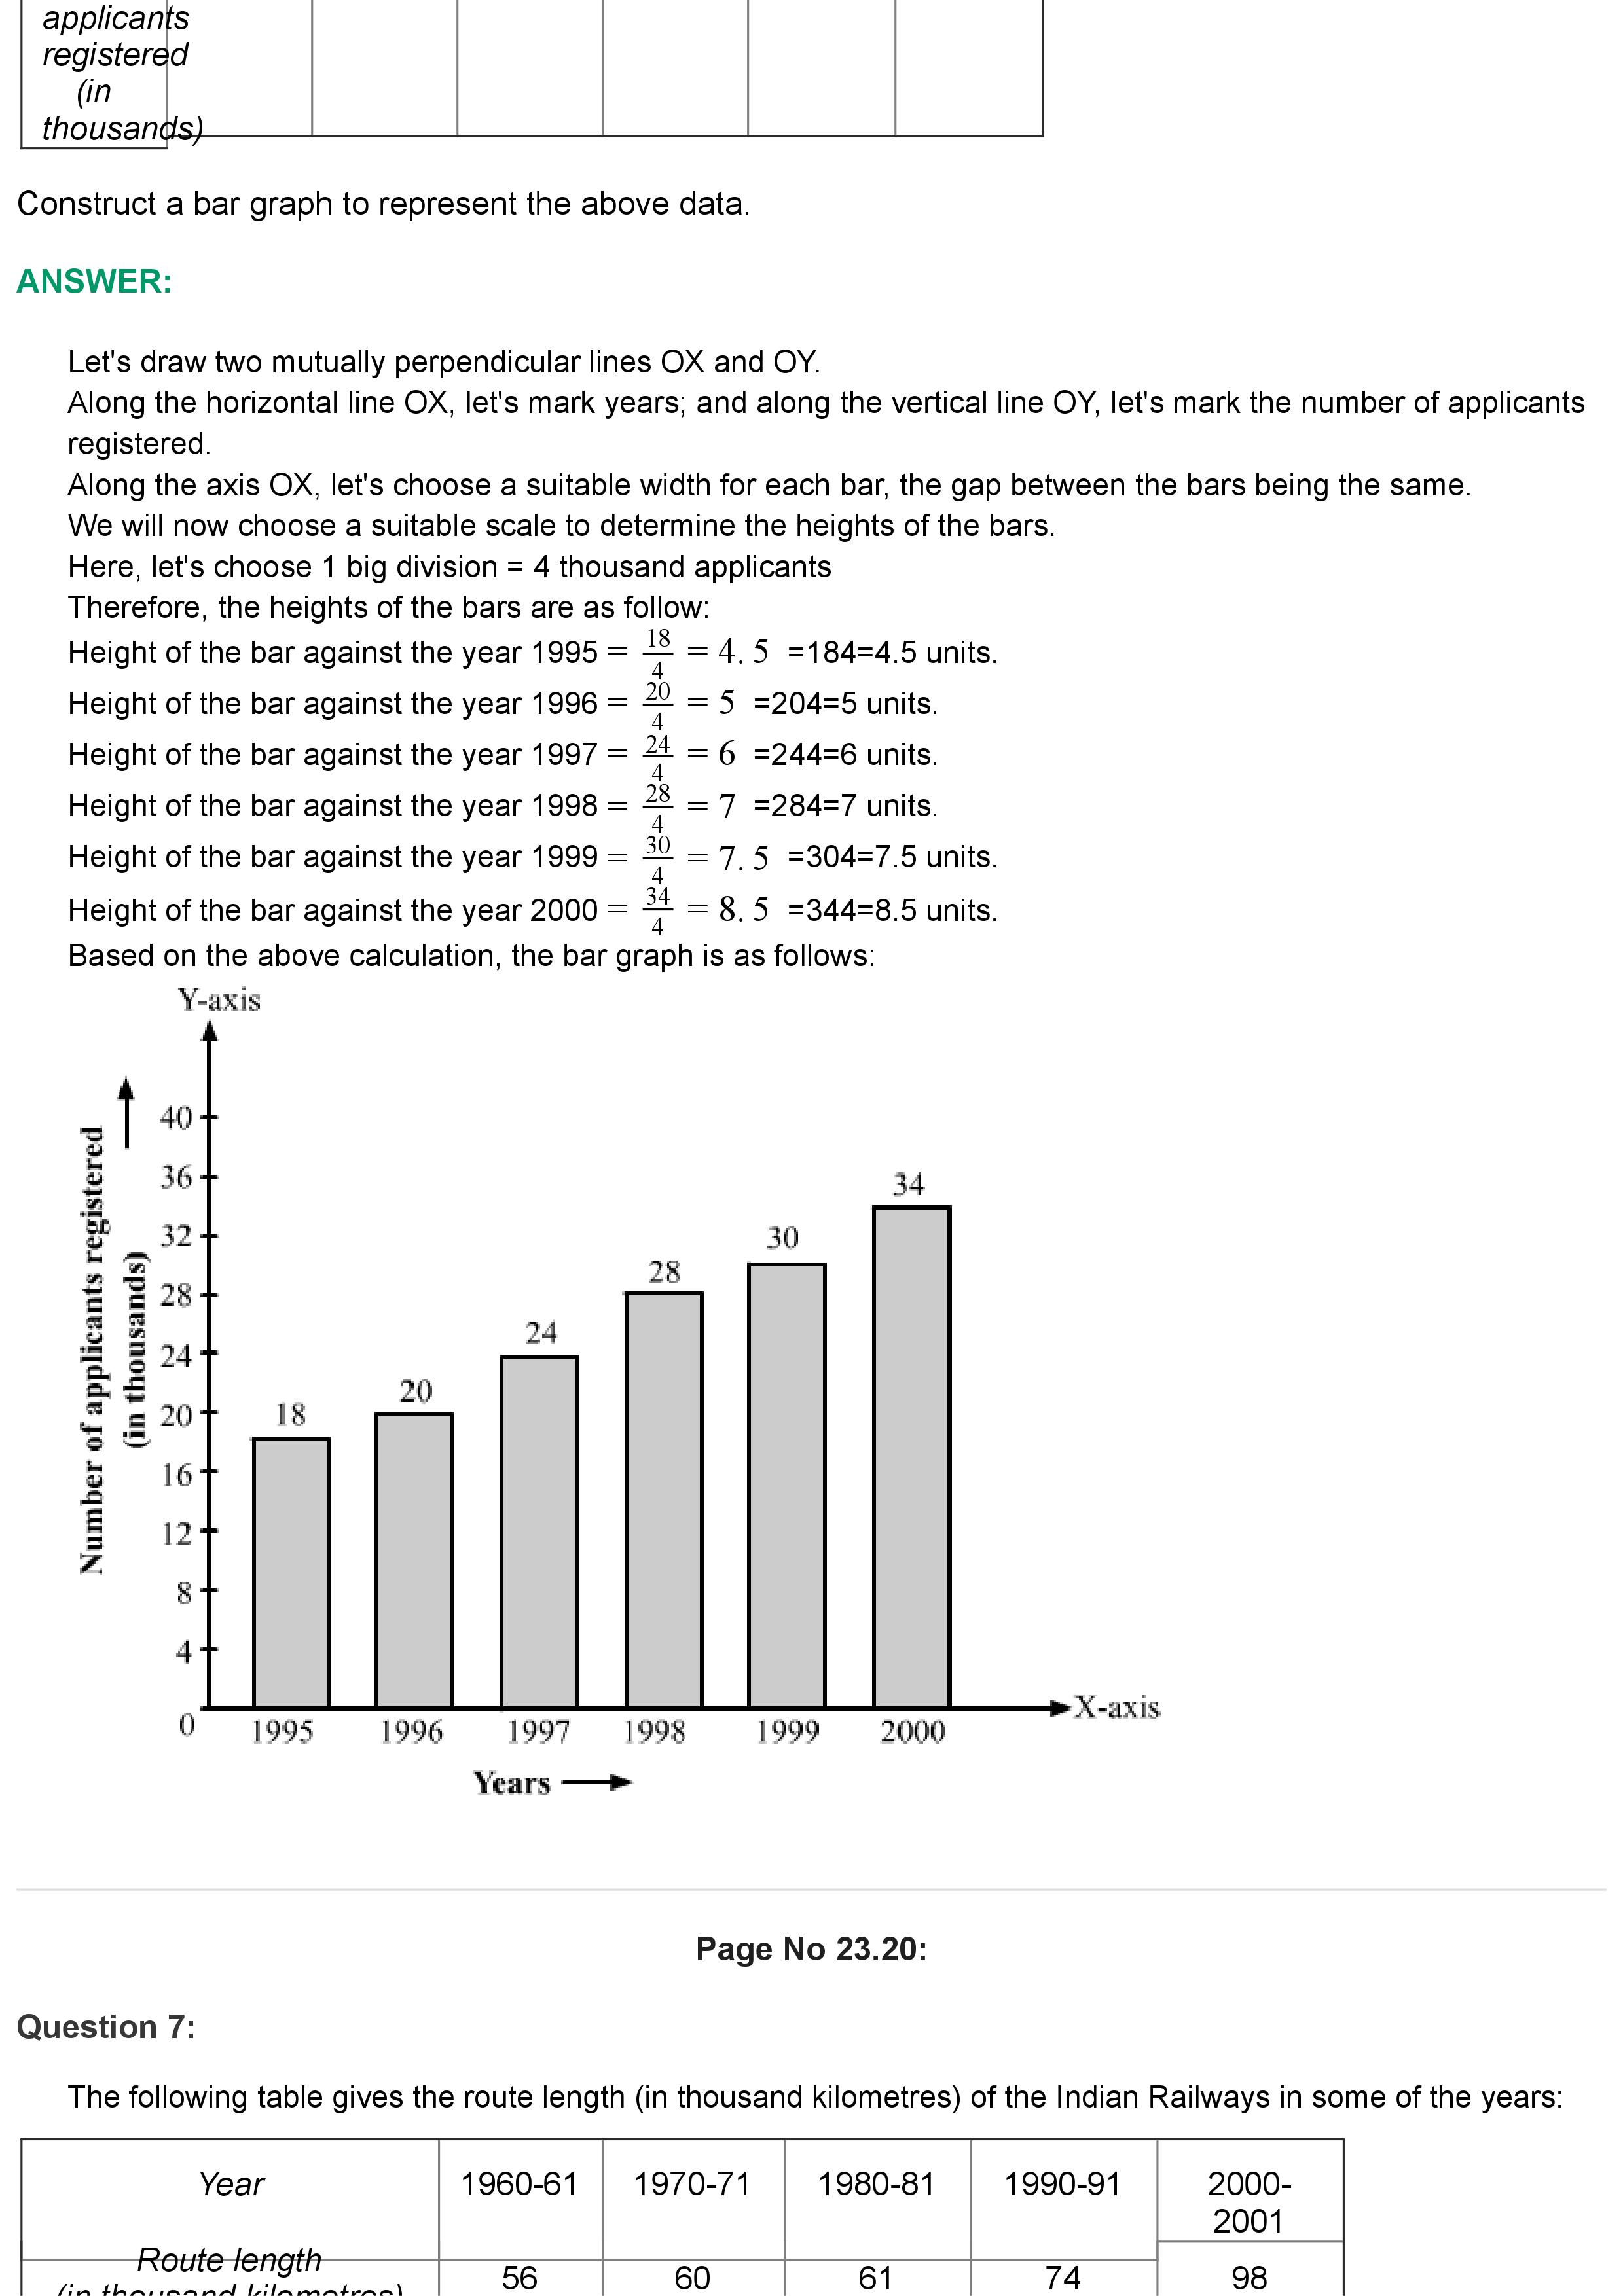 applicants
registered
(in
thousands)
Construct a bar graph to represent the above data.
ANSWER:
Let's draw two mutually perpendicular lines OX and OY.
Along the horizontal line OX, let's mark years; and along the vertical line OY, let's mark the number of applicants
registered.
Along the axis OX, let's choose a suitable width for each bar, the gap between the bars being the same.
We will now choose a suitable scale to determine the heights of the bars.
Here, let's choose 1 big division = 4 thousand applicants
Therefore, the heights of the bars are as follow:
Height of the bar against the year 1995 = 18/4 = 4. 5 =184=4.5 units.
Height of the bar against the year 1996 = 20/4 = 5 =204=5 units.
Height of the bar against the year 1997 = 24/4 = 6 =244=6 units.
Height of the bar against the year 1998 = 28/4 = 7 =284=7 units.
Height of the bar against the year 1999 = 30/4 = 7. 5 =304=7.5 units.
Height of the bar against the year 2000 = 34/4 = 8. 5 =344=8.5 units.
Based on the above calculation, the bar graph is as follows:
Y-axis
Number of applicants registered
(in thousands)
40
36
32
28
24
20
16
12
8
4
0
18
20
24
28
30
34
1995 1996 1997 1998 1999 2000
X-axis
Years
Page No 23.20:
Question 7:
The following table gives the route length (in thousand kilometres) of the Indian Railways in some of the years:
Year 1960-61 1970-71 1980-81 1990-91 2000-
2001
Route length
(in thousand kilometres) 56 60 61 74 98